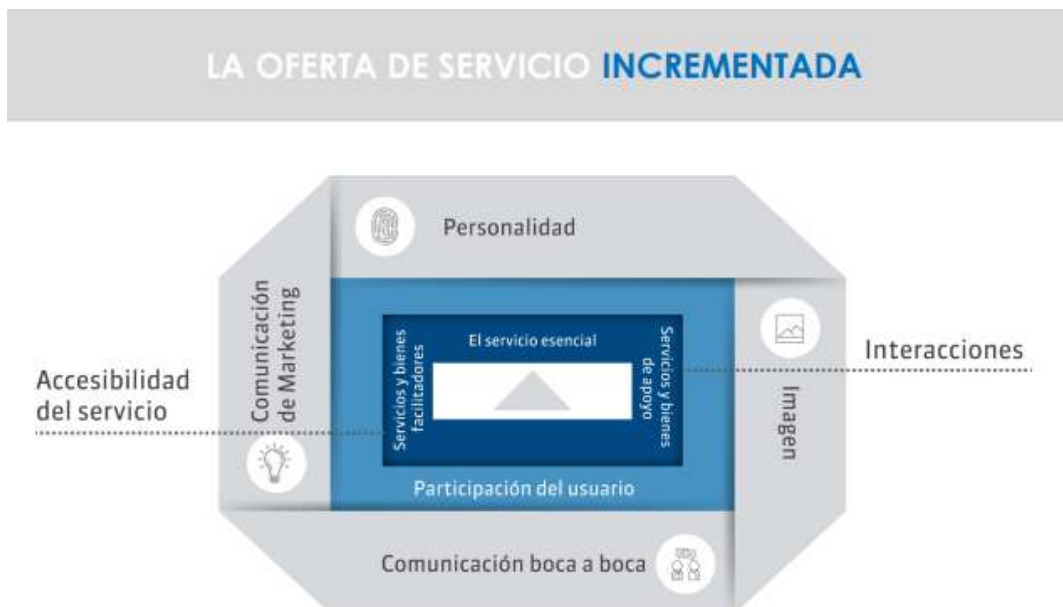 LA OFERTA DE SERVICIO INCREMENTADA
Personalidad
Comunicación
de Marketing
Accesibilidad
del servicio
Servicios y bienes
facilitadores
El servicio esencial
Servicios y bienes
de apoyo
Interacciones
Imagen
Participación del usuario
Comunicación boca a boca